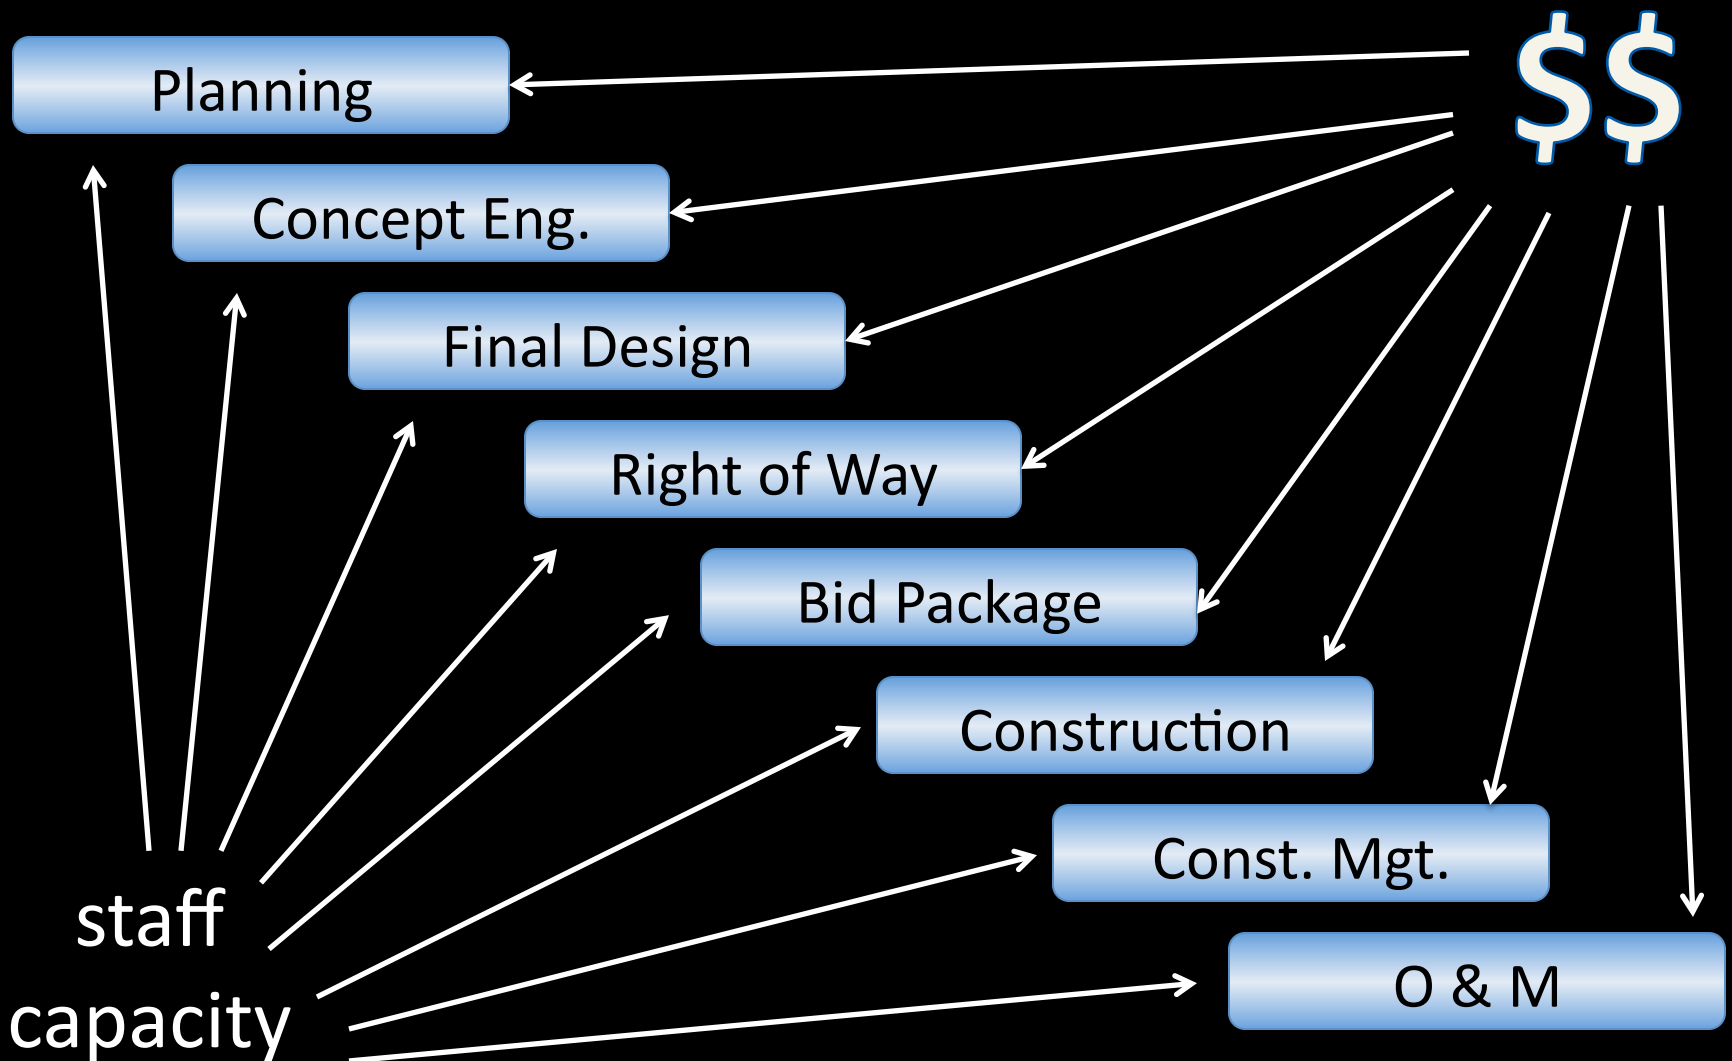 $$
Planning
Concept Eng.
Final Design
Right of Way
Bid Package
Construction
Const. Mgt.
O & M
staff
capacity